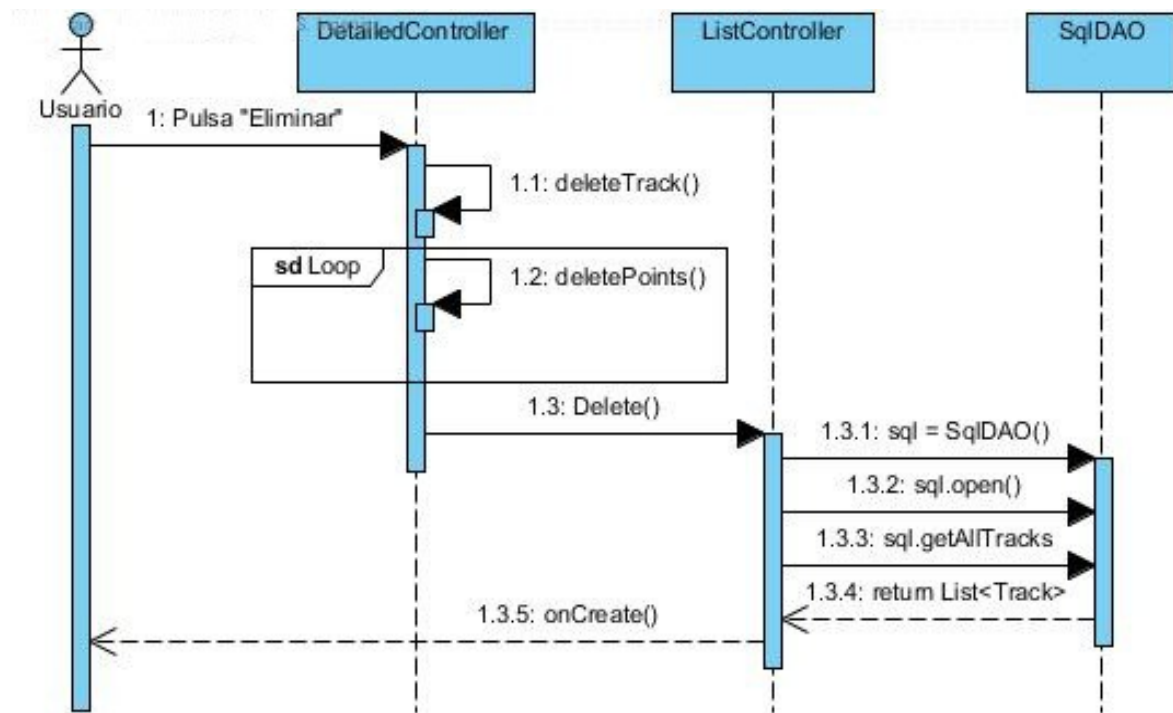 DetailedController
ListController
SqlDAO
Usuario
1: Pulsa "Eliminar"
1.1: deleteTrack()
sd Loop
1.2: deletePoints()
1.3: Delete()
1.3.1: sql = SqlDAO()
1.3.2: sql.open()
1.3.3: sql.getAllTracks
1.3.4: return List<Track>
1.3.5: onCreate()